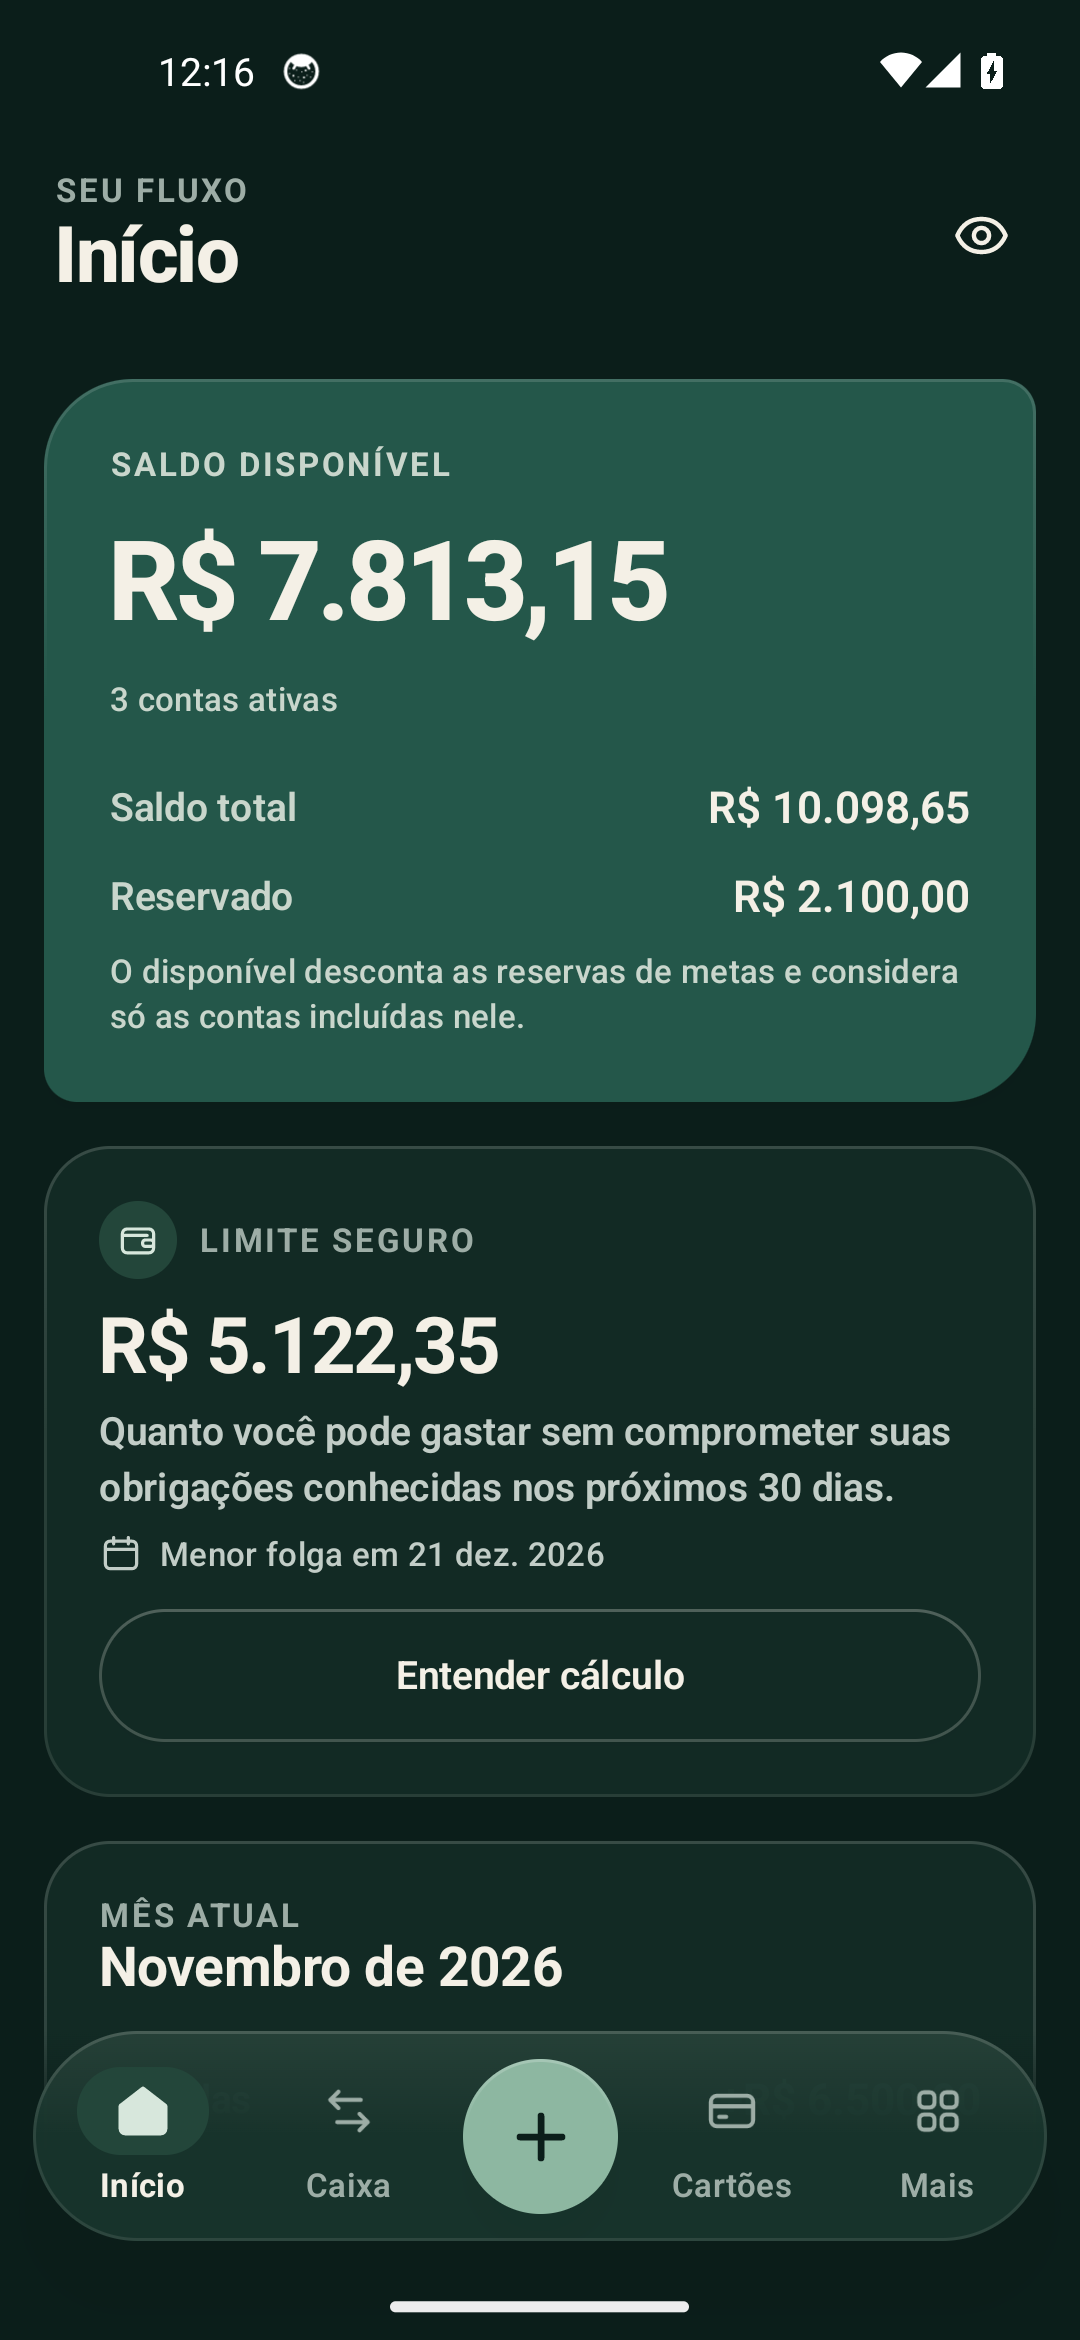 12:16
SEU FLUXO
Início
SALDO DISPONÍVEL
R$ 7.813,15
3 contas ativas
Saldo total R$ 10.098,65
Reservado R$ 2.100,00
O disponível desconta as reservas de metas e considera
só as contas incluídas nele.
LIMITE SEGURO
R$ 5.122,35
Quanto você pode gastar sem comprometer suas
obrigações conhecidas nos próximos 30 dias.
Menor folga em 21 dez. 2026
Entender cálculo
MÊS ATUAL
Novembro de 2026
Início Caixa Cartões Mais